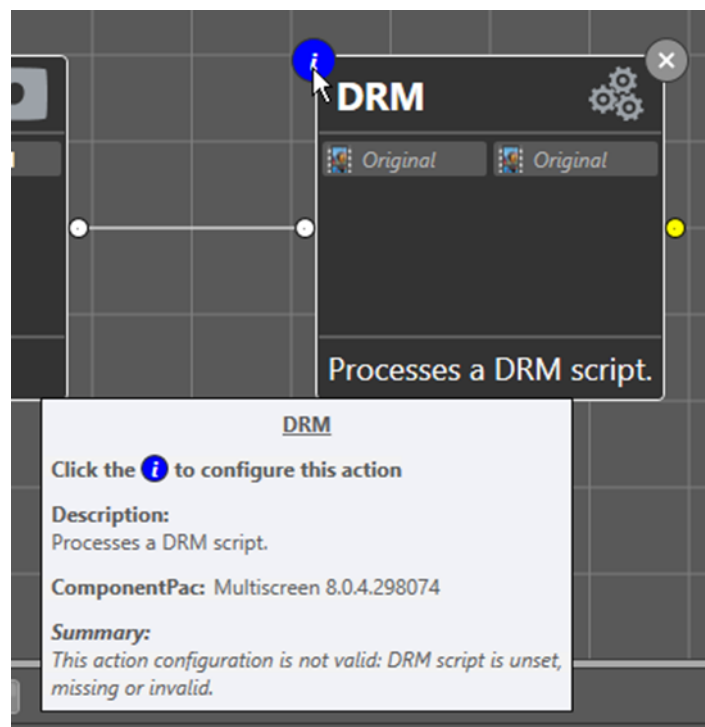 i
DRM
Original Original
Processes a DRM script.
DRM
Click the i to configure this action
Description:
Processes a DRM script.
ComponentPac: Multiscreen 8.0.4.298074
Summary:
This action configuration is not valid: DRM script is unset,
missing or invalid.